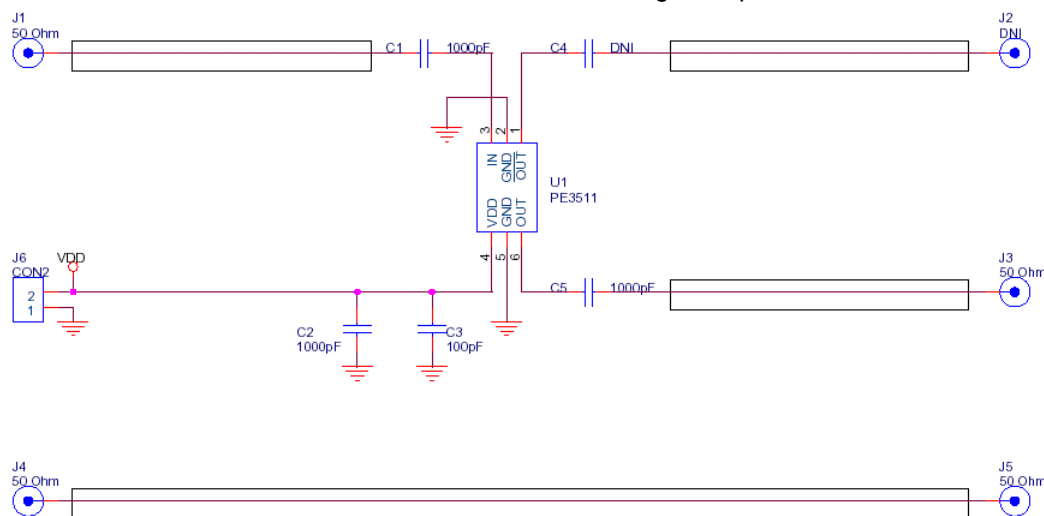 J1
50 Ohm
C1
1000pF
C4
DNI
J2
DNI
3
2
1
IN
GND
OUT
VDD
GND
OUT
U1
PE3511
4
5
6
J6
CON2
VDD
2
1
C2
1000pF
C3
100pF
C5
1000pF
J3
50 Ohm
J4
50 Ohm
J5
50 Ohm